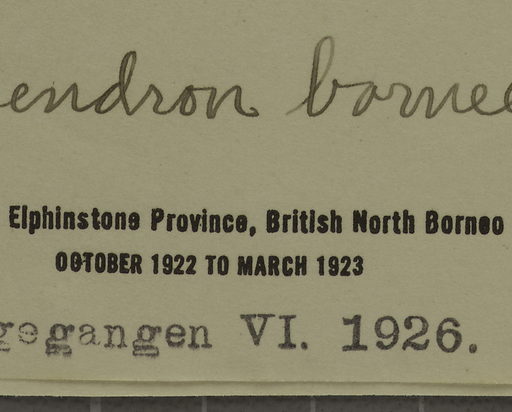 endron bornee
Elphinstone Province, British North Borneo
OCTOBER 1922 TO MARCH 1923
gegangen VI. 1926.